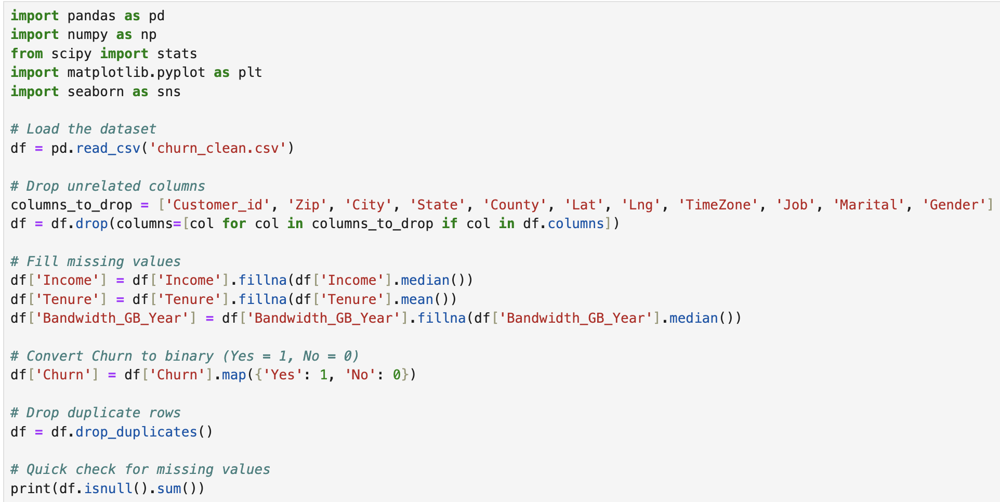 import pandas as pd
import numpy as np
from scipy import stats
import matplotlib.pyplot as plt
import seaborn as sns
# Load the dataset
df = pd.read_csv('churn_clean.csv')
# Drop unrelated columns
columns_to_drop = ['Customer_id', 'Zip', 'City', 'State', 'County', 'Lat', 'Lng', 'TimeZone', 'Job', 'Marital', 'Gender']
df = df.drop(columns=[col for col in columns_to_drop if col in df.columns])
# Fill missing values
df['Income'] = df['Income'].fillna(df['Income'].median())
df['Tenure'] = df['Tenure'].fillna(df['Tenure'].mean())
df['Bandwidth_GB_Year'] = df['Bandwidth_GB_Year'].fillna(df['Bandwidth_GB_Year'].median())
# Convert Churn to binary (Yes = 1, No = 0)
df['Churn'] = df['Churn'].map({'Yes': 1, 'No': 0})
# Drop duplicate rows
df = df.drop_duplicates()
# Quick check for missing values
print(df.isnull().sum())